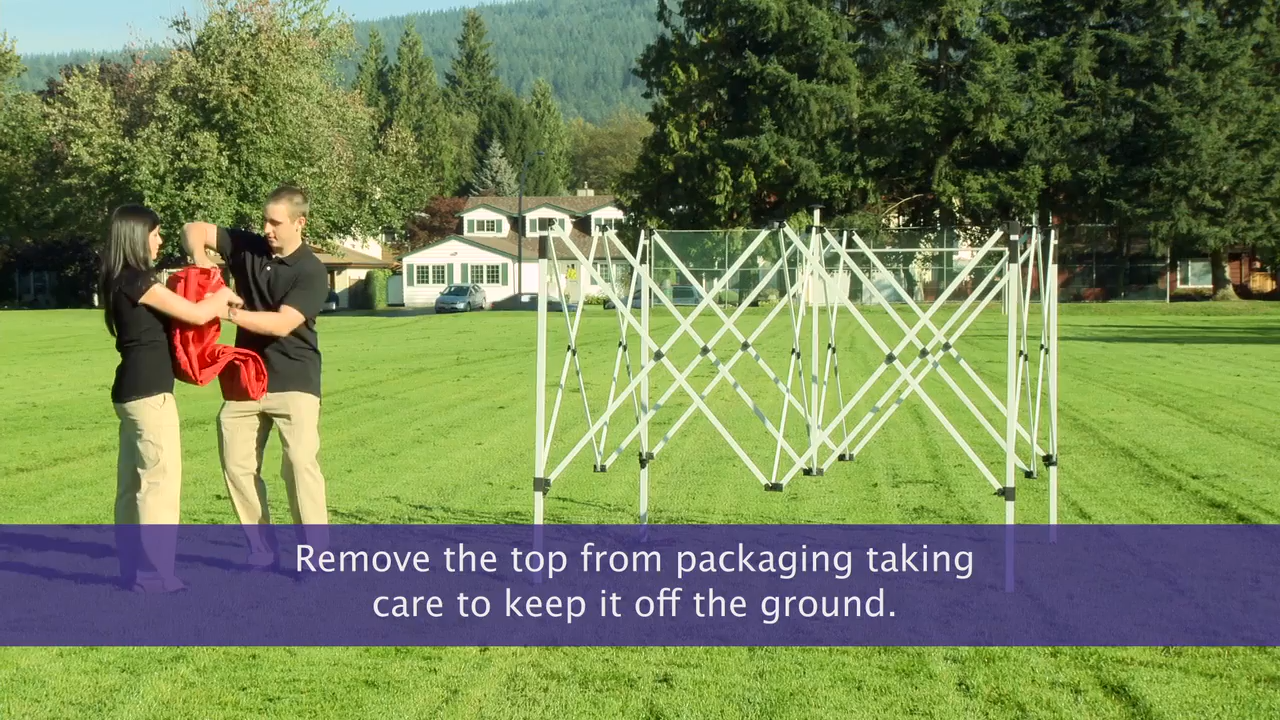 Remove the top from packaging taking
care to keep it off the ground.